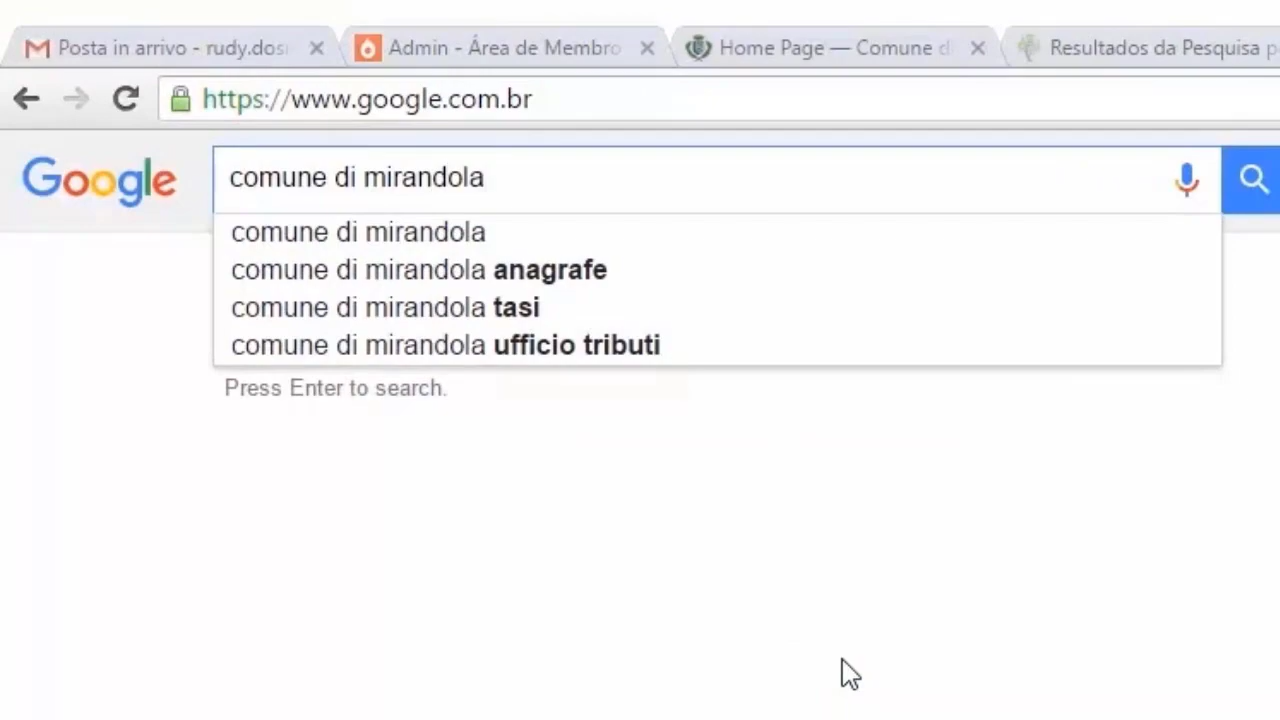 Posta in arrivo - rudy.dos
Admin - Área de Membro
Home Page — Comune d
Resultados da Pesquisa p
https://www.google.com.br
Google
comune di mirandola
comune di mirandola
comune di mirandola anagrafe
comune di mirandola tasi
comune di mirandola ufficio tributi
Press Enter to search.